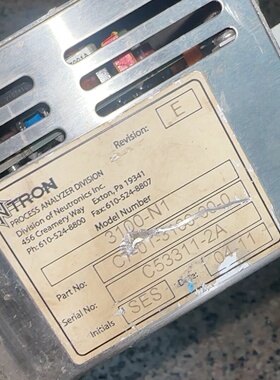 NTRON
PROCESS ANALYZER DIVISION
Division of Neutronics Inc.
456 Creamery Way Exton, Pa 19341
Ph: 610-524-8800 Fax: 610-524-8807
Revision: E
Model Number 3100-N1
Part No:
Serial No: C53311-2A
Initials SES Date: 04-11